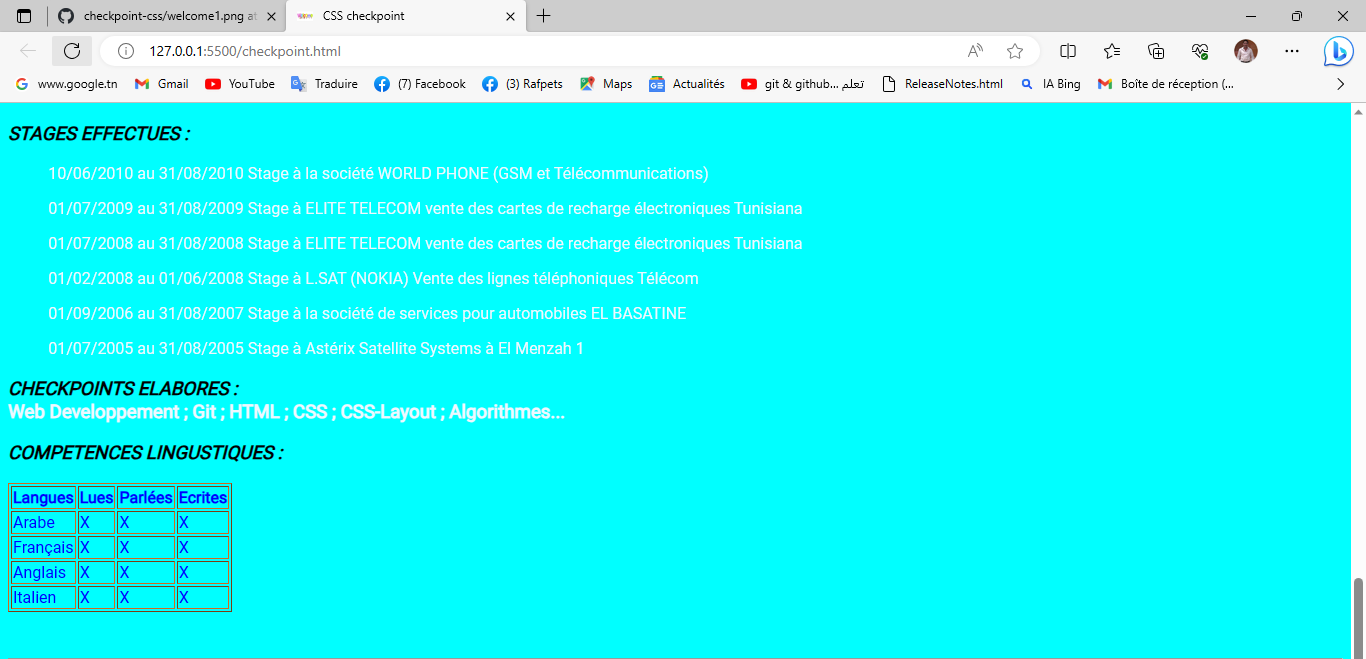 checkpoint-css/welcome1.png at
CSS checkpoint
127.0.0.1:5500/checkpoint.html
www.google.tn Gmail YouTube Traduire (7) Facebook (3) Rafpets Maps Actualités git & github... تعلم ReleaseNotes.html IA Bing Boîte de réception (...
STAGES EFFECTUES :
10/06/2010 au 31/08/2010 Stage à la société WORLD PHONE (GSM et Télécommunications)
01/07/2009 au 31/08/2009 Stage à ELITE TELECOM vente des cartes de recharge électroniques Tunisiana
01/07/2008 au 31/08/2008 Stage à ELITE TELECOM vente des cartes de recharge électroniques Tunisiana
01/02/2008 au 01/06/2008 Stage à L.SAT (NOKIA) Vente des lignes téléphoniques Télécom
01/09/2006 au 31/08/2007 Stage à la société de services pour automobiles EL BASATINE
01/07/2005 au 31/08/2005 Stage à Astérix Satellite Systems à El Menzah 1
CHECKPOINTS ELABORES :
Web Developpement ; Git ; HTML ; CSS ; CSS-Layout ; Algorithmes...
COMPETENCES LINGUSTIQUES :
Langues Lues Parlées Ecrites
Arabe X X X
Français X X X
Anglais X X X
Italien X X X